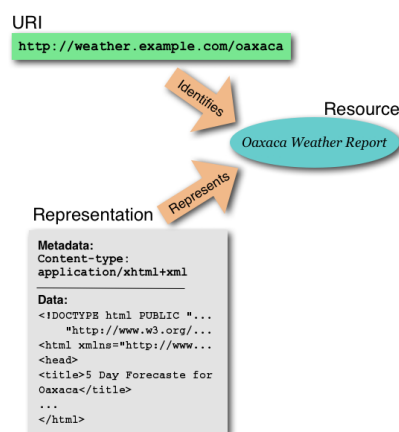 URI
http://weather.example.com/oaxaca
Identifies
Resource
Oaxaca Weather Report
Represents
Representation
Metadata:
Content-type:
application/xhtml+xml
Data:
<!DOCTYPE html PUBLIC "...
"http://www.w3.org/...
<html xmlns="http://www...
<head>
<title>5 Day Forecaste for
Oaxaca</title>
...
</html>